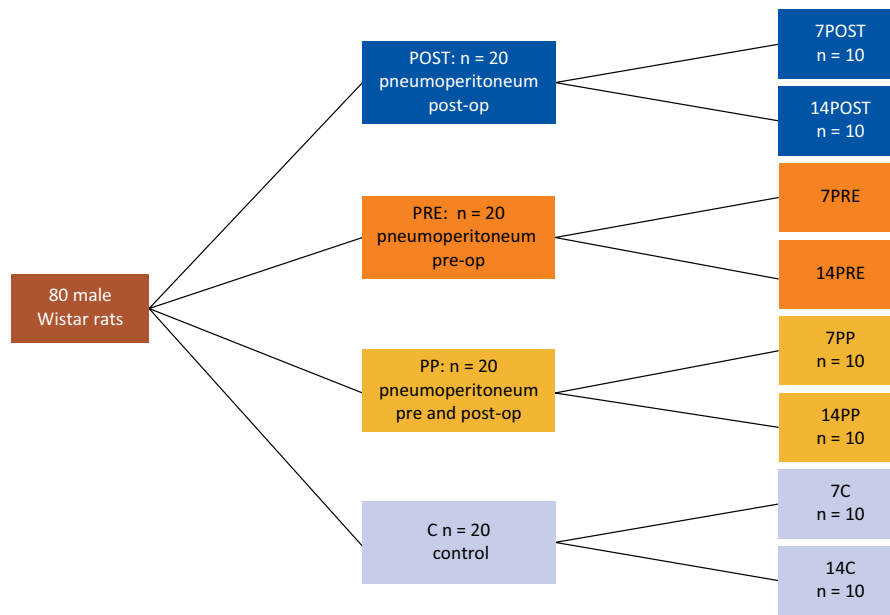 80 male
Wistar rats
POST: n = 20
pneumoperitoneum
post-op
7POST
n = 10
14POST
n = 10
PRE:  n = 20
pneumoperitoneum
pre-op
7PRE
14PRE
PP: n = 20
pneumoperitoneum
pre and post-op
7PP
n = 10
14PP
n = 10
C n = 20
control
7C
n = 10
14C
n = 10